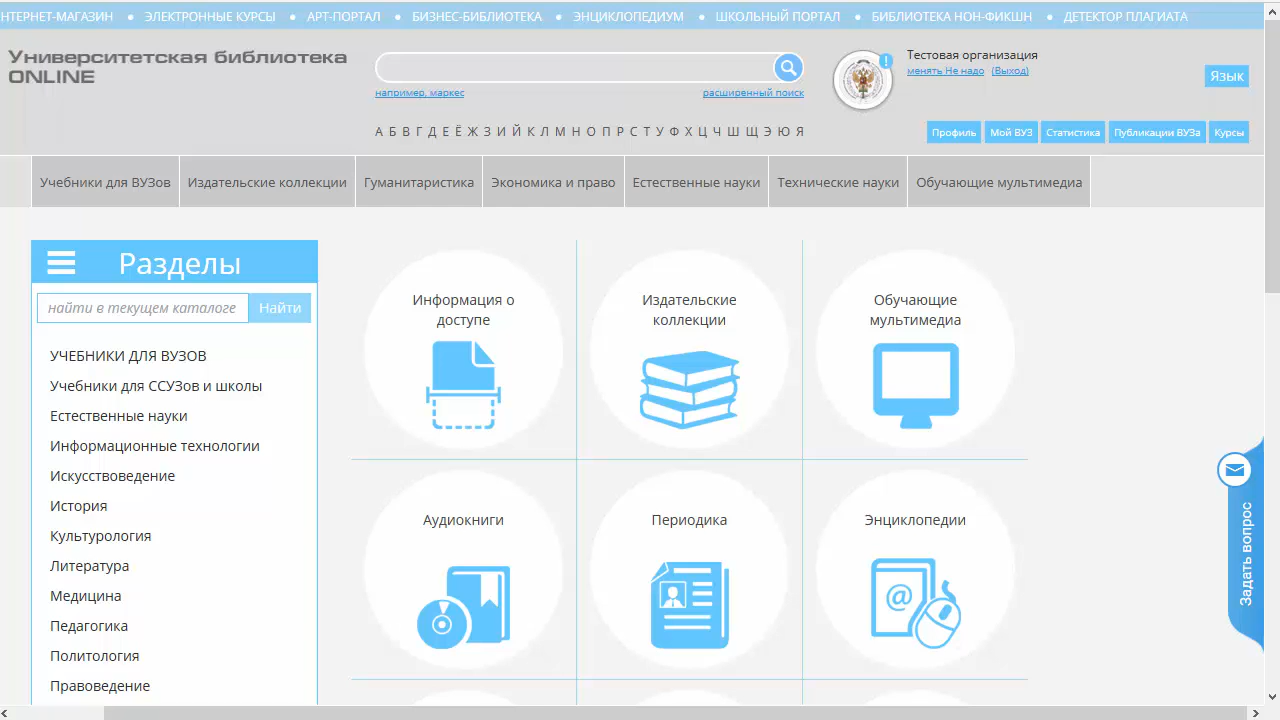 НТЕРНЕТ-МАГАЗИН • ЭЛЕКТРОННЫЕ КУРСЫ • АРТ-ПОРТАЛ • БИЗНЕС-БИБЛИОТЕКА • ЭНЦИКЛОПЕДИУМ • ШКОЛЬНЫЙ ПОРТАЛ • БИБЛИОТЕКА НОН-ФИКШН • ДЕТЕКТОР ПЛАГИАТА
Университетская библиотека
ONLINE
например, маркес
расширенный поиск
А Б В Г Д Е Ё Ж З И Й К Л М Н О П Р С Т У Ф Х Ц Ч Ш Щ Э Ю Я
!
Тестовая организация
менять Не надо (Выход)
Язык
Профиль Мой ВУЗ Статистика Публикации ВУЗа Курсы
Учебники для ВУЗов Издательские коллекции Гуманитаристика Экономика и право Естественные науки Технические науки Обучающие мультимедиа
Разделы
найти в текущем каталоге Найти
УЧЕБНИКИ ДЛЯ ВУЗОВ
Учебники для ССУЗов и школы
Естественные науки
Информационные технологии
Искусствоведение
История
Культурология
Литература
Медицина
Педагогика
Политология
Правоведение
Информация о
доступе
Издательские
коллекции
Обучающие
мультимедиа
Аудиокниги
Периодика
Энциклопедии
@
Задать вопрос